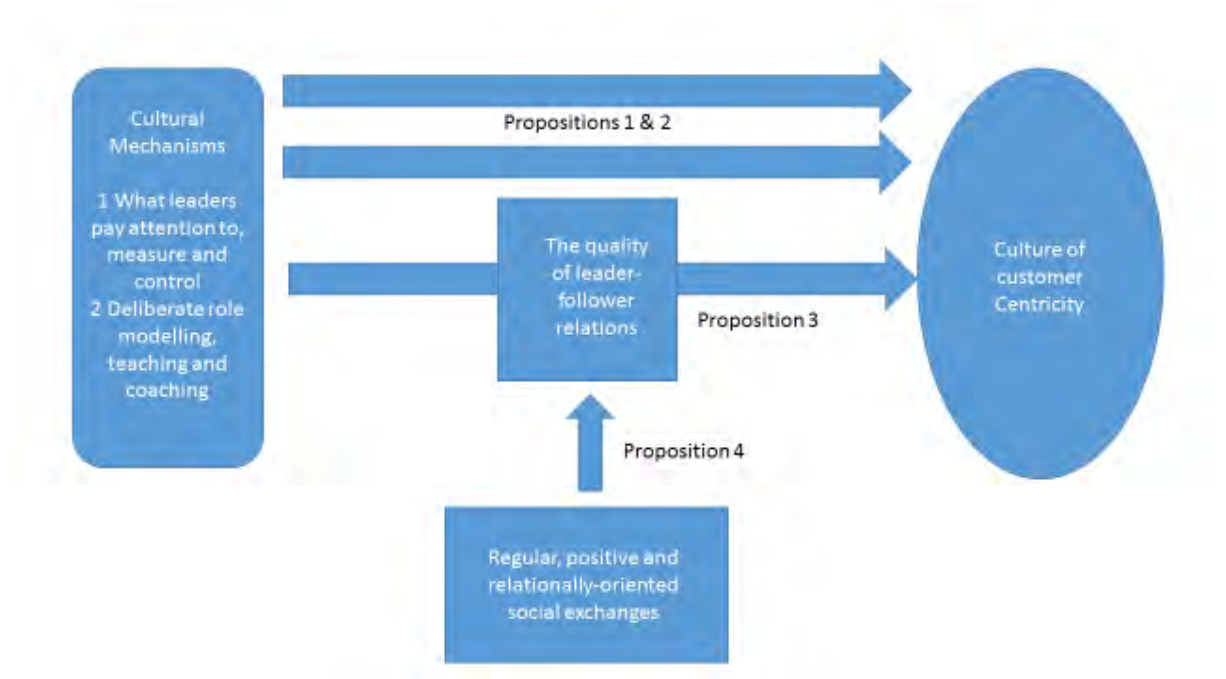 Cultural
Mechanisms
1 What leaders
pay attention to,
measure and
control
2 Deliberate role
modelling,
teaching and
coaching
Propositions 1 & 2
The quality
of leader-
follower
relations
Proposition 3
Culture of
customer
Centricity
Proposition 4
Regular, positive and
relationally-oriented
social exchanges